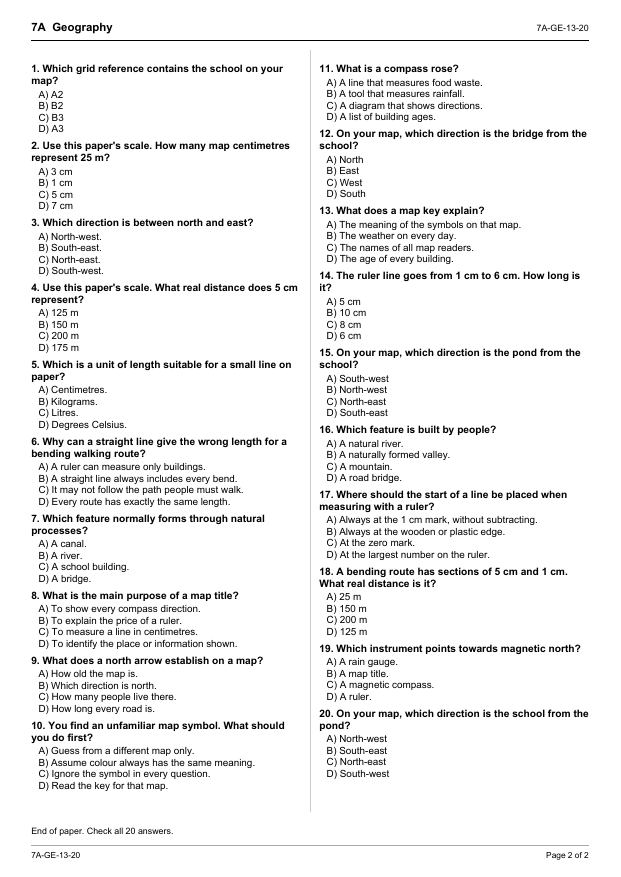 7A Geography
7A-GE-13-20
1. Which grid reference contains the school on your
map?
A) A2
B) B2
C) B3
D) A3
2. Use this paper's scale. How many map centimetres
represent 25 m?
A) 3 cm
B) 1 cm
C) 5 cm
D) 7 cm
3. Which direction is between north and east?
A) North-west.
B) South-east.
C) North-east.
D) South-west.
4. Use this paper's scale. What real distance does 5 cm
represent?
A) 125 m
B) 150 m
C) 200 m
D) 175 m
5. Which is a unit of length suitable for a small line on
paper?
A) Centimetres.
B) Kilograms.
C) Litres.
D) Degrees Celsius.
6. Why can a straight line give the wrong length for a
bending walking route?
A) A ruler can measure only buildings.
B) A straight line always includes every bend.
C) It may not follow the path people must walk.
D) Every route has exactly the same length.
7. Which feature normally forms through natural
processes?
A) A canal.
B) A river.
C) A school building.
D) A bridge.
8. What is the main purpose of a map title?
A) To show every compass direction.
B) To explain the price of a ruler.
C) To measure a line in centimetres.
D) To identify the place or information shown.
9. What does a north arrow establish on a map?
A) How old the map is.
B) Which direction is north.
C) How many people live there.
D) How long every road is.
10. You find an unfamiliar map symbol. What should
you do first?
A) Guess from a different map only.
B) Assume colour always has the same meaning.
C) Ignore the symbol in every question.
D) Read the key for that map.
11. What is a compass rose?
A) A line that measures food waste.
B) A tool that measures rainfall.
C) A diagram that shows directions.
D) A list of building ages.
12. On your map, which direction is the bridge from the
school?
A) North
B) East
C) West
D) South
13. What does a map key explain?
A) The meaning of the symbols on that map.
B) The weather on every day.
C) The names of all map readers.
D) The age of every building.
14. The ruler line goes from 1 cm to 6 cm. How long is
it?
A) 5 cm
B) 10 cm
C) 8 cm
D) 6 cm
15. On your map, which direction is the pond from the
school?
A) South-west
B) North-west
C) North-east
D) South-east
16. Which feature is built by people?
A) A natural river.
B) A naturally formed valley.
C) A mountain.
D) A road bridge.
17. Where should the start of a line be placed when
measuring with a ruler?
A) Always at the 1 cm mark, without subtracting.
B) Always at the wooden or plastic edge.
C) At the zero mark.
D) At the largest number on the ruler.
18. A bending route has sections of 5 cm and 1 cm.
What real distance is it?
A) 25 m
B) 150 m
C) 200 m
D) 125 m
19. Which instrument points towards magnetic north?
A) A rain gauge.
B) A map title.
C) A magnetic compass.
D) A ruler.
20. On your map, which direction is the school from the
pond?
A) North-west
B) South-east
C) North-east
D) South-west
End of paper. Check all 20 answers.
7A-GE-13-20
Page 2 of 2